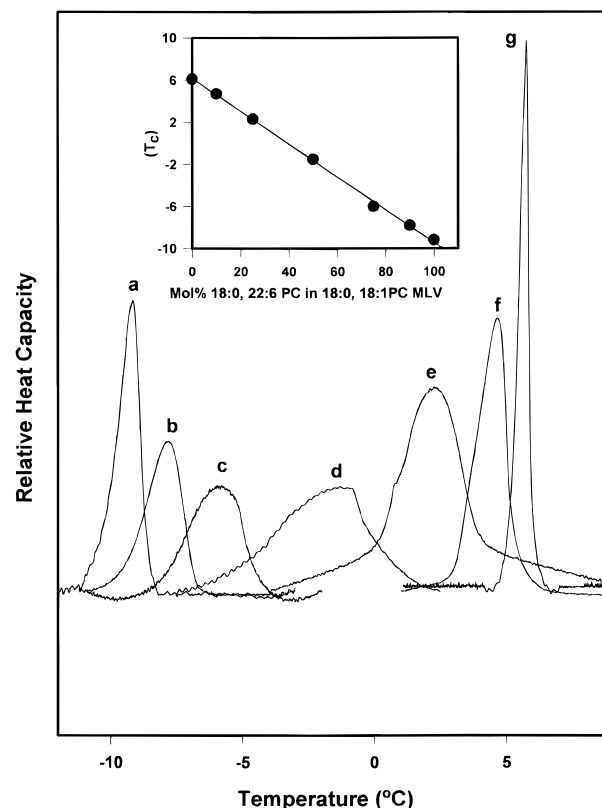 g
10
6
2
-2
-6
-10
(Tc)
0 20 40 60 80 100
Mol% 18:0, 22:6 PC in 18:0, 18:1PC MLV
a
b
c
d
e
f
Relative Heat Capacity
-10 -5 0 5
Temperature (ºC)